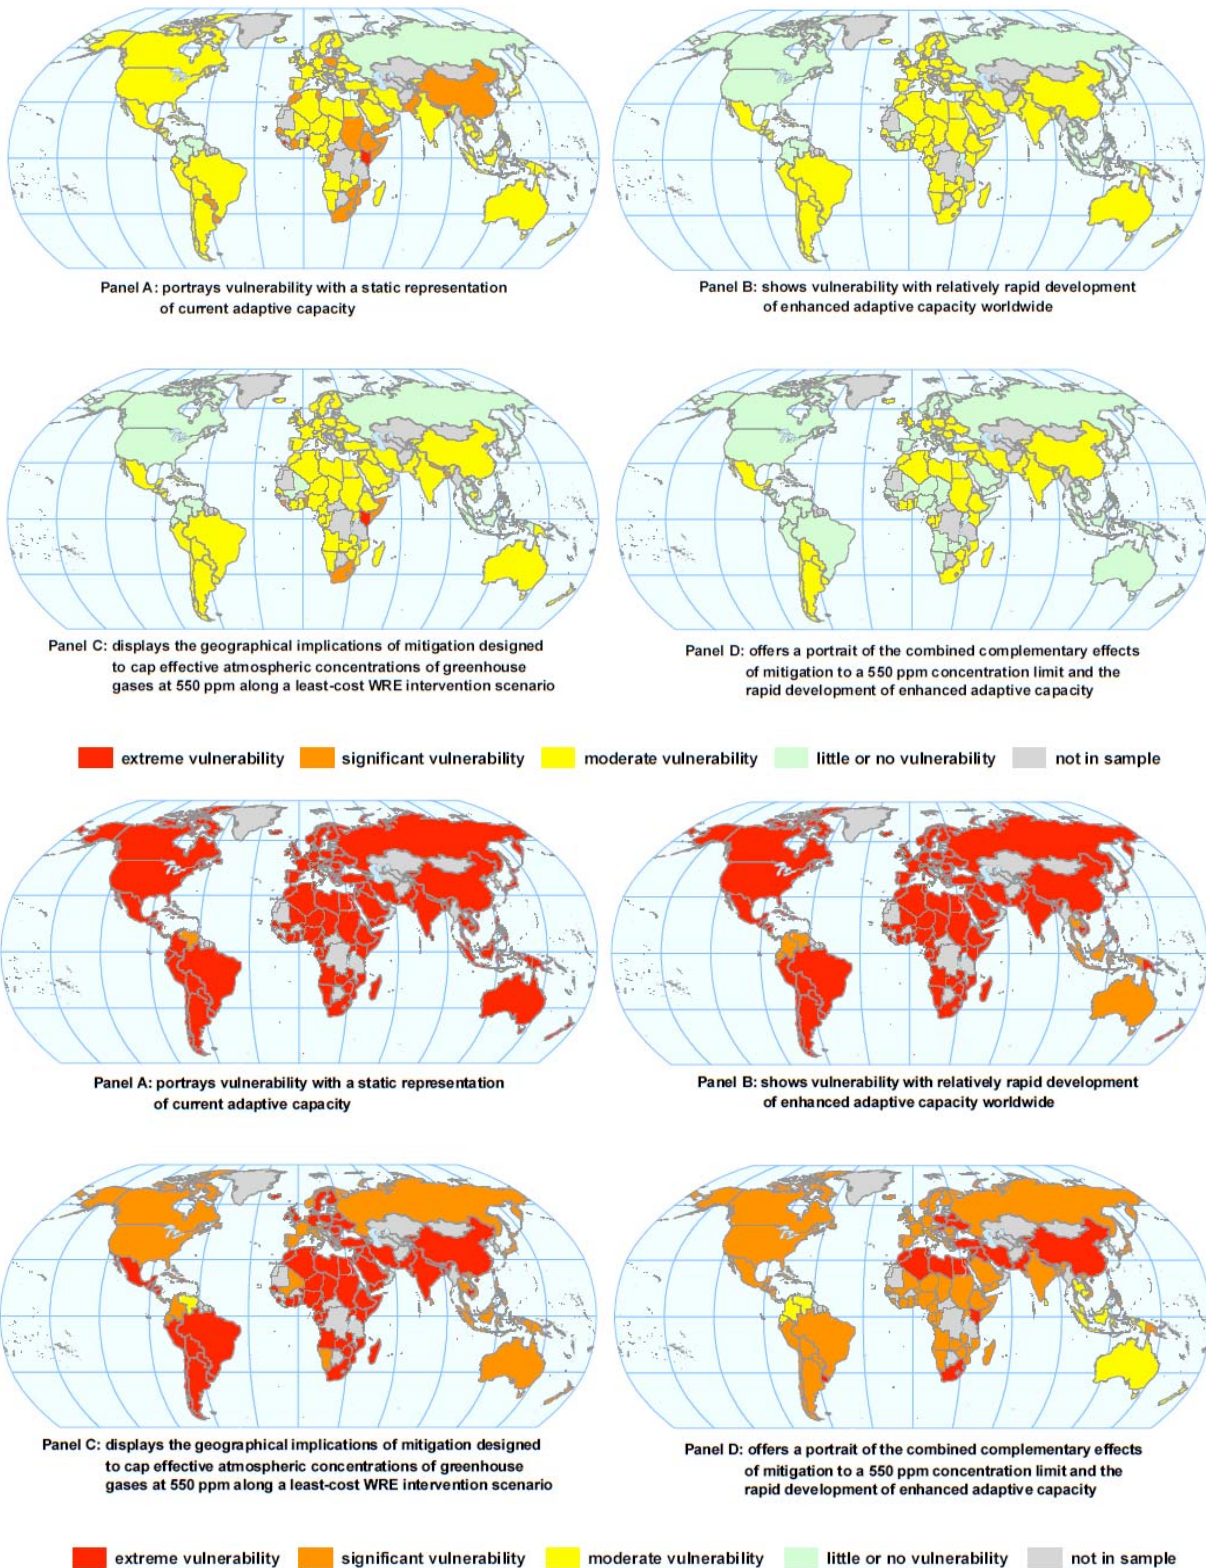 Panel A: portrays vulnerability with a static representation
of current adaptive capacity
Panel B: shows vulnerability with relatively rapid development
of enhanced adaptive capacity worldwide
Panel C: displays the geographical implications of mitigation designed
to cap effective atmospheric concentrations of greenhouse
gases at 550 ppm along a least-cost WRE intervention scenario
Panel D: offers a portrait of the combined complementary effects
of mitigation to a 550 ppm concentration limit and the
rapid development of enhanced adaptive capacity
extreme vulnerability significant vulnerability moderate vulnerability little or no vulnerability not in sample
Panel A: portrays vulnerability with a static representation
of current adaptive capacity
Panel B: shows vulnerability with relatively rapid development
of enhanced adaptive capacity worldwide
Panel C: displays the geographical implications of mitigation designed
to cap effective atmospheric concentrations of greenhouse
gases at 550 ppm along a least-cost WRE intervention scenario
Panel D: offers a portrait of the combined complementary effects
of mitigation to a 550 ppm concentration limit and the
rapid development of enhanced adaptive capacity
extreme vulnerability significant vulnerability moderate vulnerability little or no vulnerability not in sample